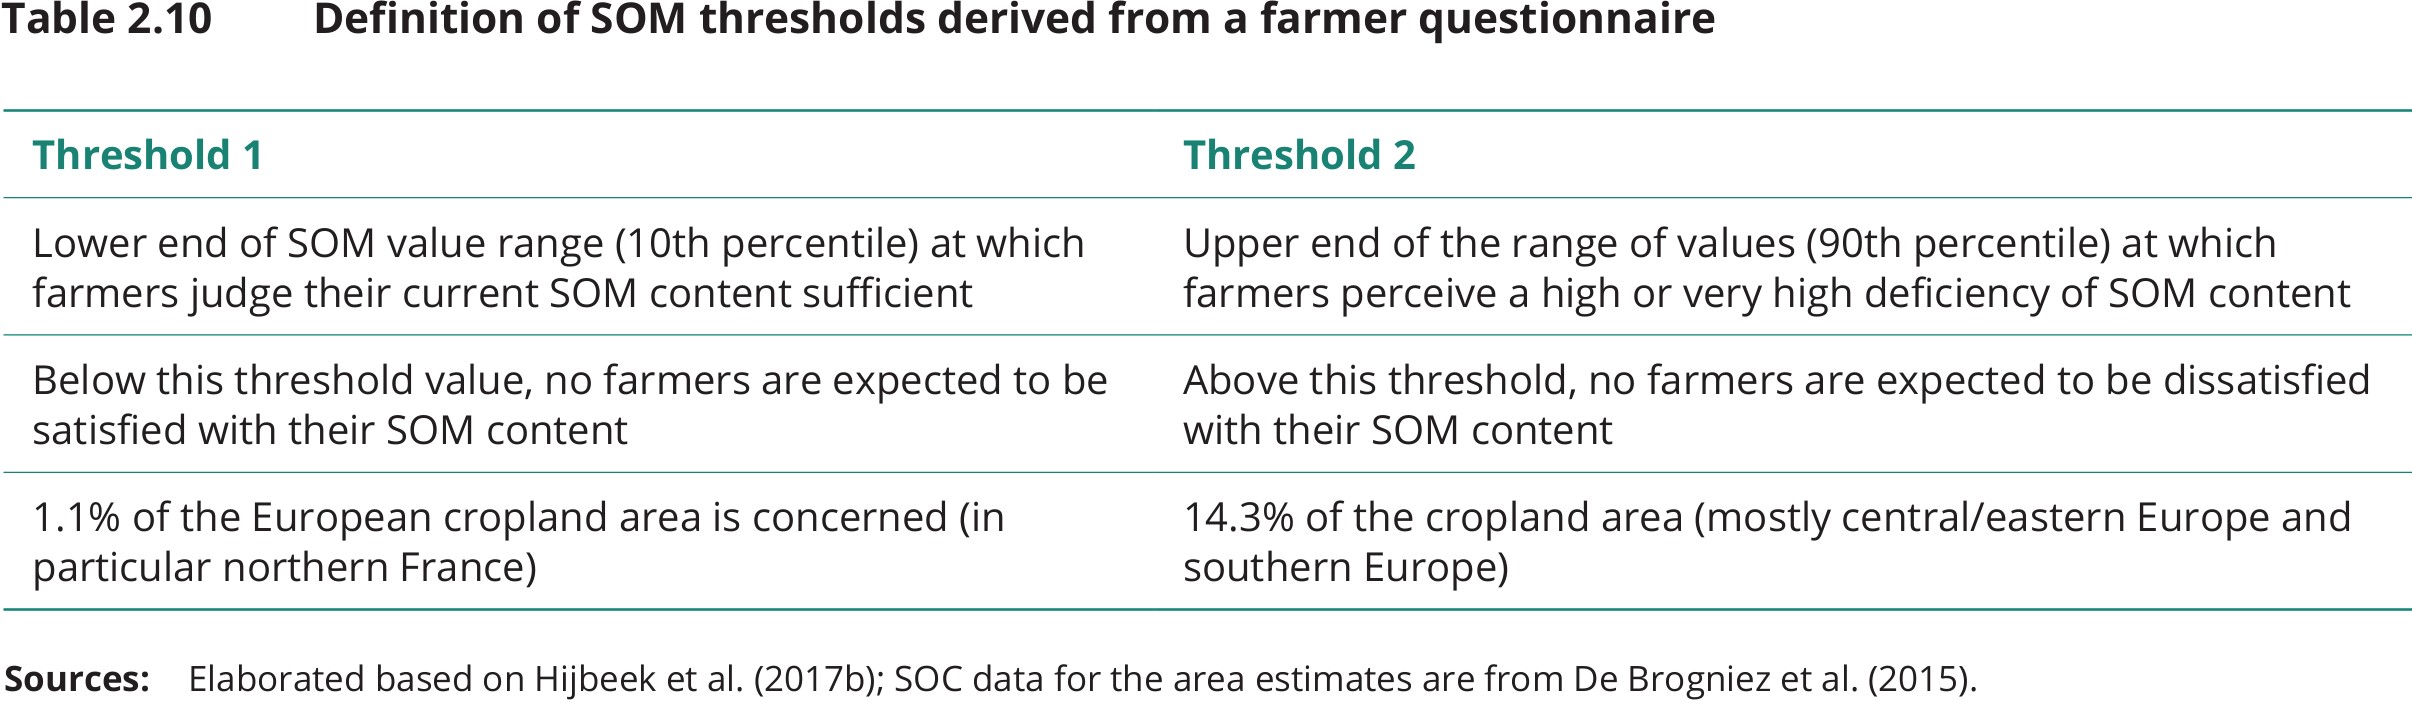 Table 2.10 Definition of SOM thresholds derived from a farmer questionnaire
Threshold 1
Threshold 2
Lower end of SOM value range (10th percentile) at which
farmers judge their current SOM content sufficient
Upper end of the range of values (90th percentile) at which
farmers perceive a high or very high deficiency of SOM content
Below this threshold value, no farmers are expected to be
satisfied with their SOM content
Above this threshold, no farmers are expected to be dissatisfied
with their SOM content
1.1% of the European cropland area is concerned (in
particular northern France)
14.3% of the cropland area (mostly central/eastern Europe and
southern Europe)
Sources: Elaborated based on Hijbeek et al. (2017b); SOC data for the area estimates are from De Brogniez et al. (2015).